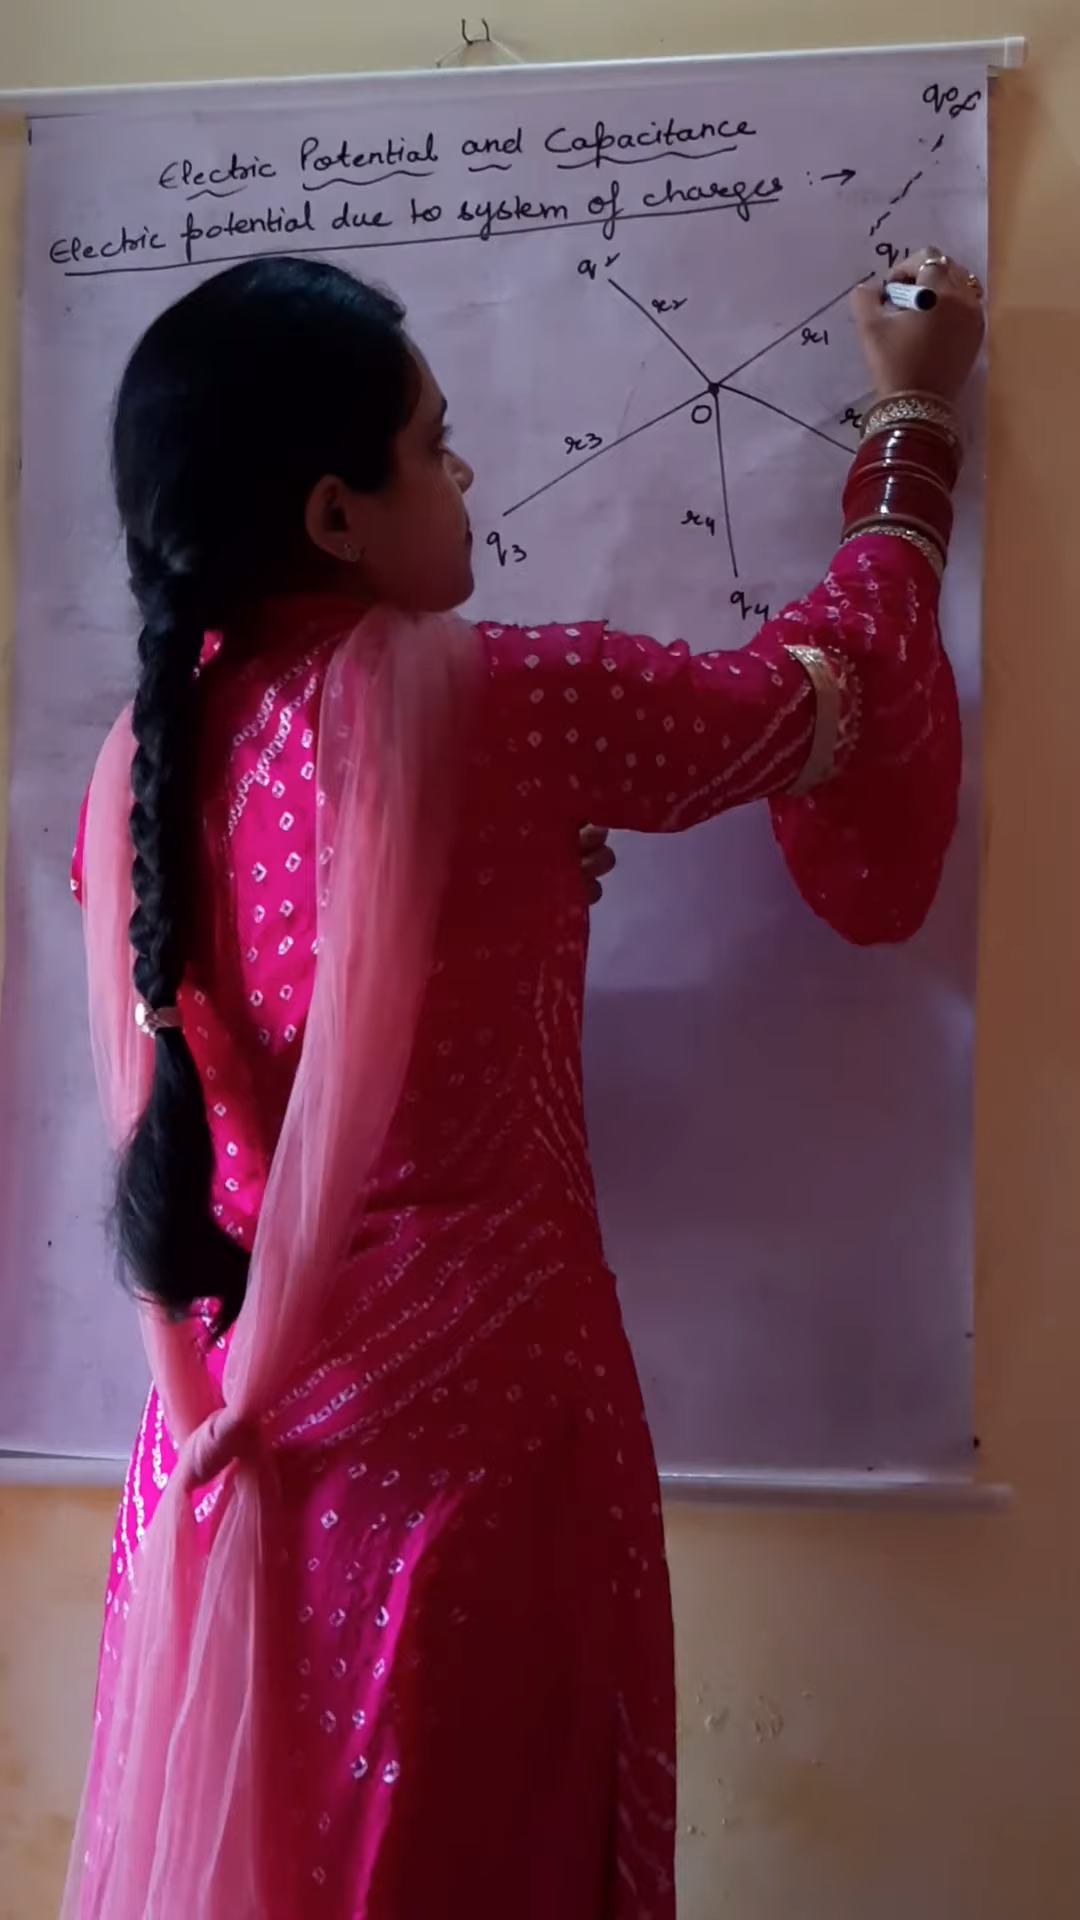 Electric Potential and Capacitance
Electric potential due to system of charges :→
q∞
q1
q2
r2
r1
O
r
r3
r4
q3
q4